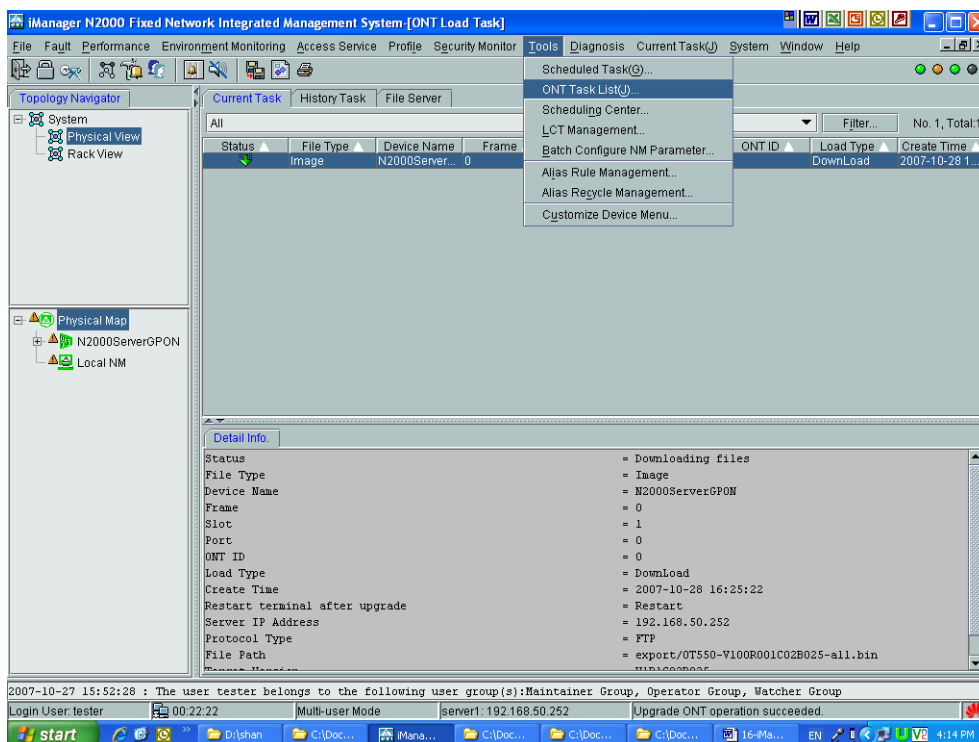 iManager N2000 Fixed Network Integrated Management System-[ONT Load Task]
File Fault Performance Environment Monitoring Access Service Profile Security Monitor Tools Diagnosis Current Task(J) System Window Help
Scheduled Task(G)...
ONT Task List(J)...
Scheduling Center...
LCT Management...
Batch Configure NM Parameter...
Alias Rule Management...
Alias Recycle Management...
Customize Device Menu...
Topology Navigator
System
Physical View
Rack View
Physical Map
N2000ServerGPON
Local NM
Current Task History Task File Server
All Filter... No. 1, Total:1
Status File Type Device Name Frame ONT ID Load Type Create Time
Image N2000Server... 0 DownLoad 2007-10-28 1...
Detail Info.
Status = Downloading files
File Type = Image
Device Name = N2000ServerGPON
Frame = 0
Slot = 1
Port = 0
ONT ID = 0
Load Type = DownLoad
Create Time = 2007-10-28 16:25:22
Restart terminal after upgrade = Restart
Server IP Address = 192.168.50.252
Protocol Type = FTP
File Path = export/OT550-V100R001C02B025-all.bin
2007-10-27 15:52:28 : The user tester belongs to the following user group(s):Maintainer Group, Operator Group, Watcher Group
Login User: tester 00:22:22 Multi-user Mode server1: 192.168.50.252 Upgrade ONT operation succeeded.
start D:\shan C:\Doc... iMana... C:\Doc... C:\Doc... C:\Doc... 16-iMa... EN 4:14 PM